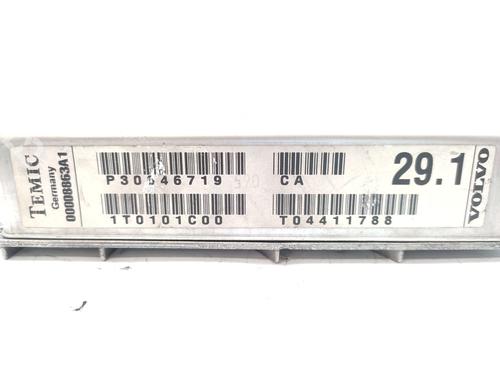 TEMIC
Germany
00008863A1
P30646719
CA
29.1
VOLVO
1T0101C00
T04411788